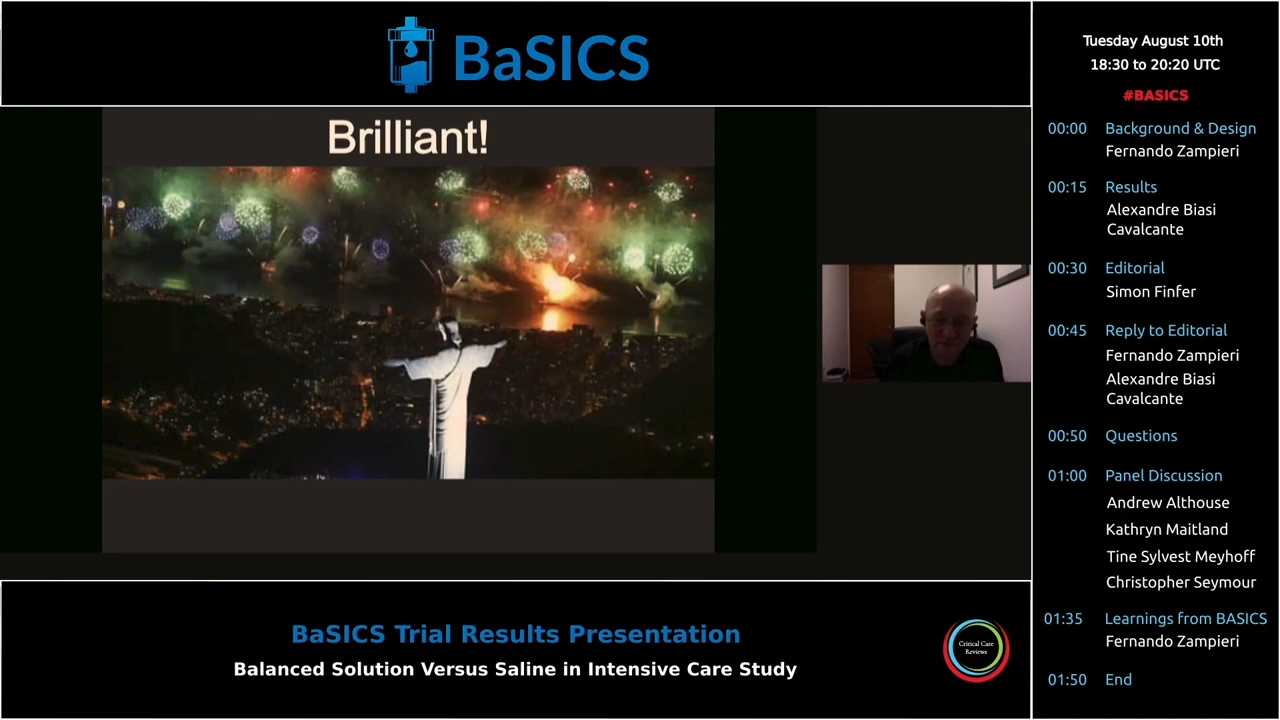 BaSICS
Brilliant!
BaSICS Trial Results Presentation
Balanced Solution Versus Saline in Intensive Care Study
Critical Care
Reviews
Tuesday August 10th
18:30 to 20:20 UTC
#BASICS
00:00 Background & Design
Fernando Zampieri
00:15 Results
Alexandre Biasi
Cavalcante
00:30 Editorial
Simon Finfer
00:45 Reply to Editorial
Fernando Zampieri
Alexandre Biasi
Cavalcante
00:50 Questions
01:00 Panel Discussion
Andrew Althouse
Kathryn Maitland
Tine Sylvest Meyhoff
Christopher Seymour
01:35 Learnings from BASICS
Fernando Zampieri
01:50 End